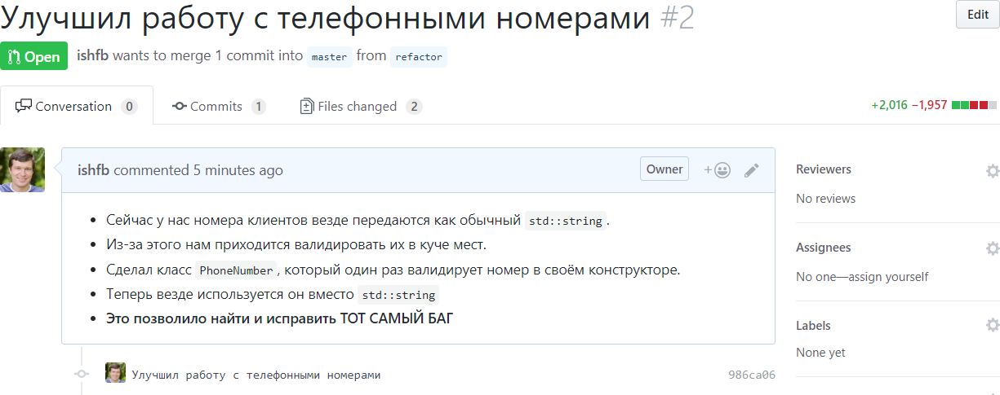 Улучшил работу с телефонными номерами #2
Edit
Open
ishfb wants to merge 1 commit into master from refactor
Conversation 0
Commits 1
Files changed 2
+2,016 −1,957
ishfb commented 5 minutes ago
Owner
+
Сейчас у нас номера клиентов везде передаются как обычный std::string.
Из-за этого нам приходится валидировать их в куче мест.
Сделал класс PhoneNumber, который один раз валидирует номер в своём конструкторе.
Теперь везде используется он вместо std::string
Это позволило найти и исправить ТОТ САМЫЙ БАГ
Улучшил работу с телефонными номерами
986ca06
Reviewers
No reviews
Assignees
No one—assign yourself
Labels
None yet